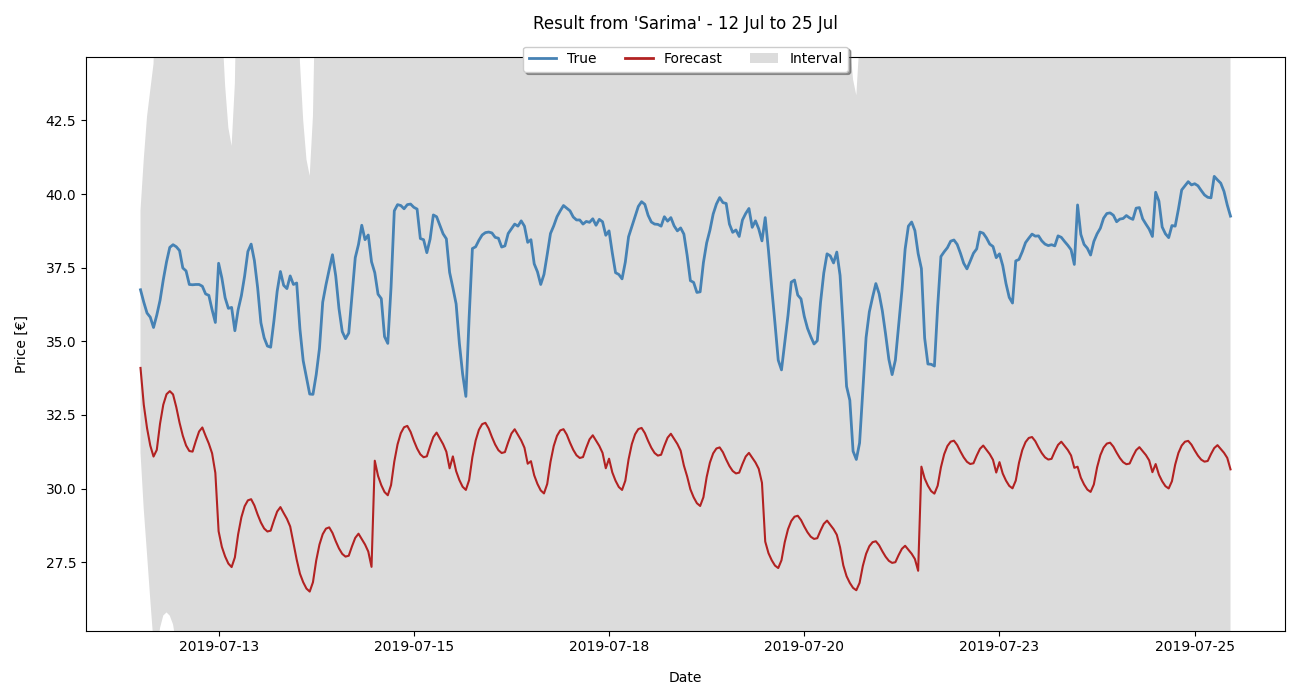 Result from 'Sarima' - 12 Jul to 25 Jul
True Forecast Interval
42.5
40.0
37.5
35.0
32.5
30.0
27.5
Price [€]
2019-07-13 2019-07-15 2019-07-18 2019-07-20 2019-07-23 2019-07-25
Date